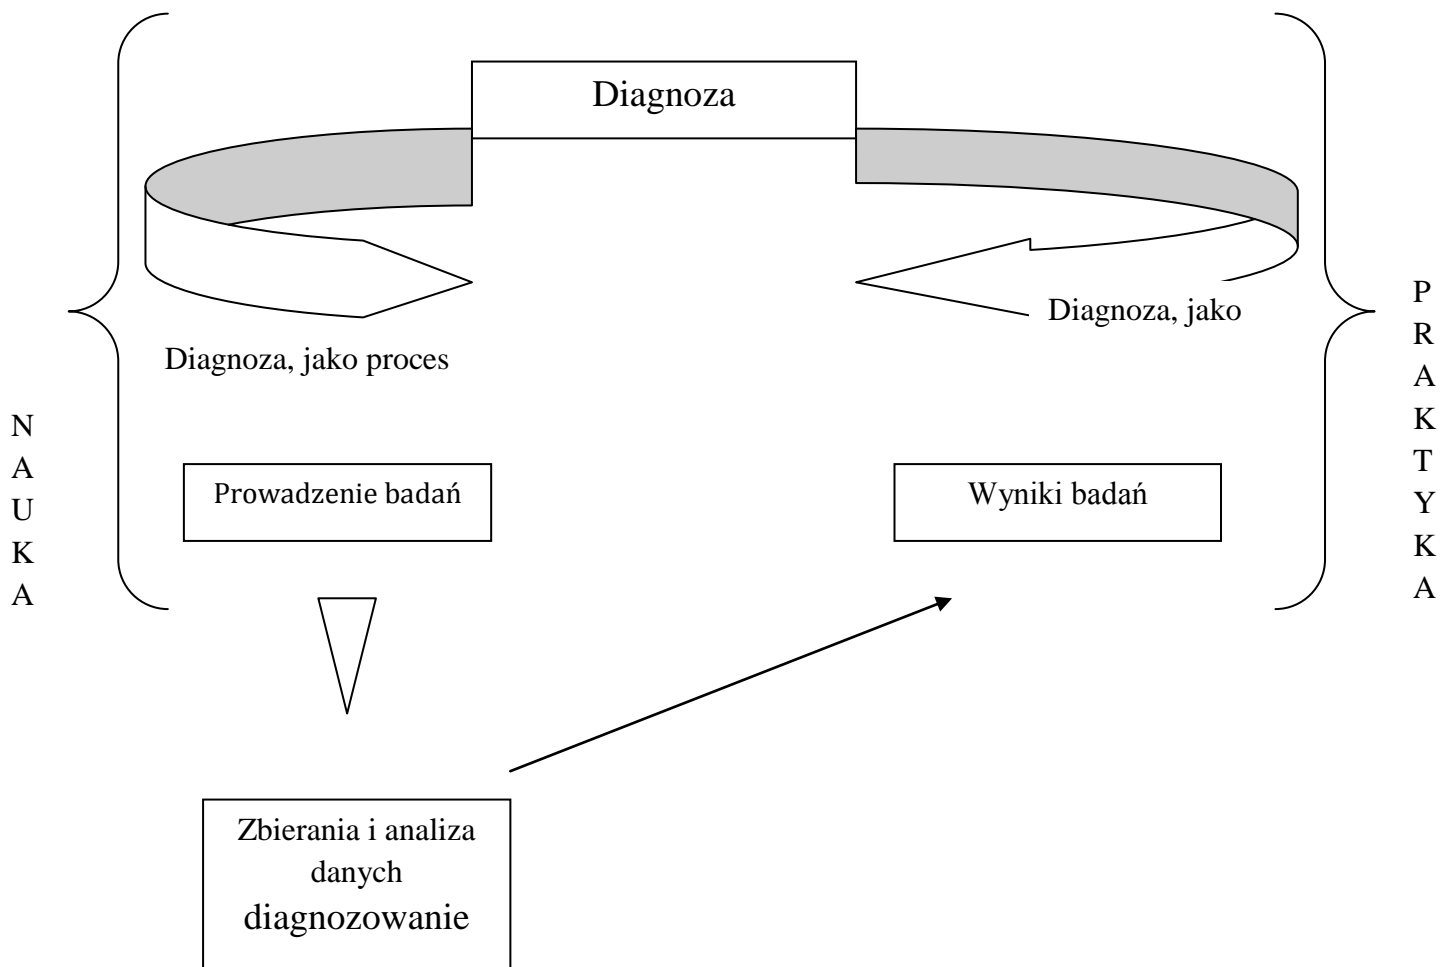 Diagnoza
Diagnoza, jako
Diagnoza, jako proces
N
A
U
K
A
P
R
A
K
T
Y
K
A
Prowadzenie badań
Wyniki badań
Zbierania i analiza
danych
diagnozowanie